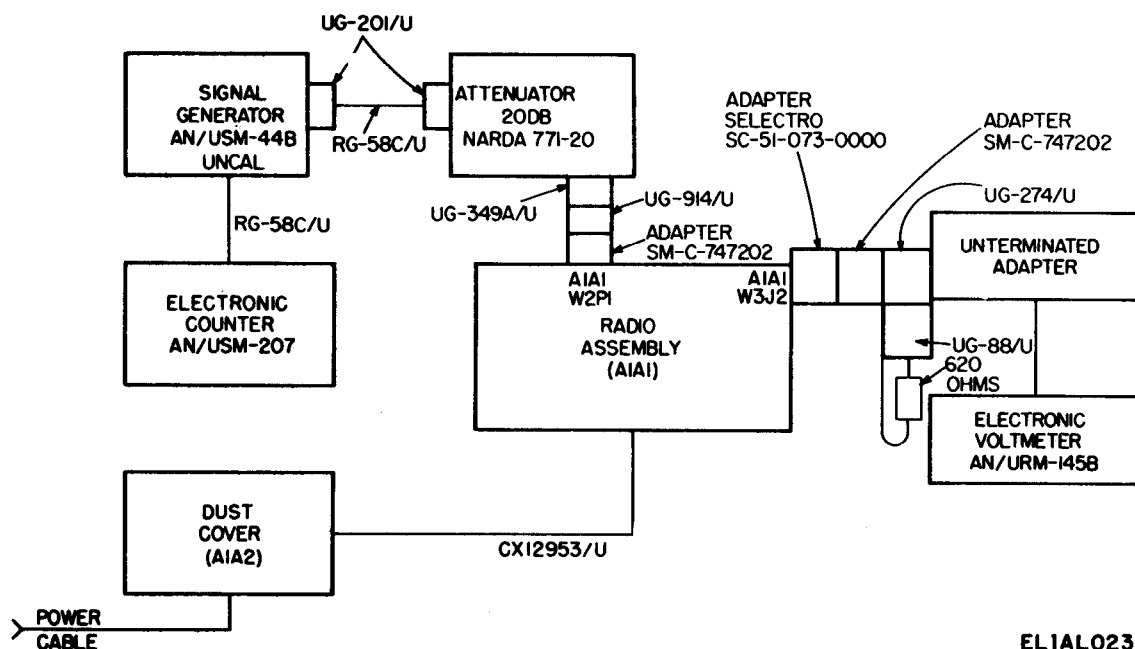 UG-201/U
SIGNAL
GENERATOR
AN/USM-44B
UNCAL
RG-58C/U
ATTENUATOR
20DB
NARDA 771-20
ADAPTER
SELECTRO
SC-51-073-0000
ADAPTER
SM-C-747202
UG-274/U
RG-58C/U
UG-349A/U
UG-914/U
ADAPTER
SM-C-747202
UNTERMINATED
ADAPTER
ELECTRONIC
COUNTER
AN/USM-207
A1A1
W2P1
A1A1
W3J2
RADIO
ASSEMBLY
(A1A1)
UG-88/U
620
OHMS
ELECTRONIC
VOLTMETER
AN/URM-145B
DUST
COVER
(A1A2)
CX12953/U
POWER
CABLE
EL1AL023